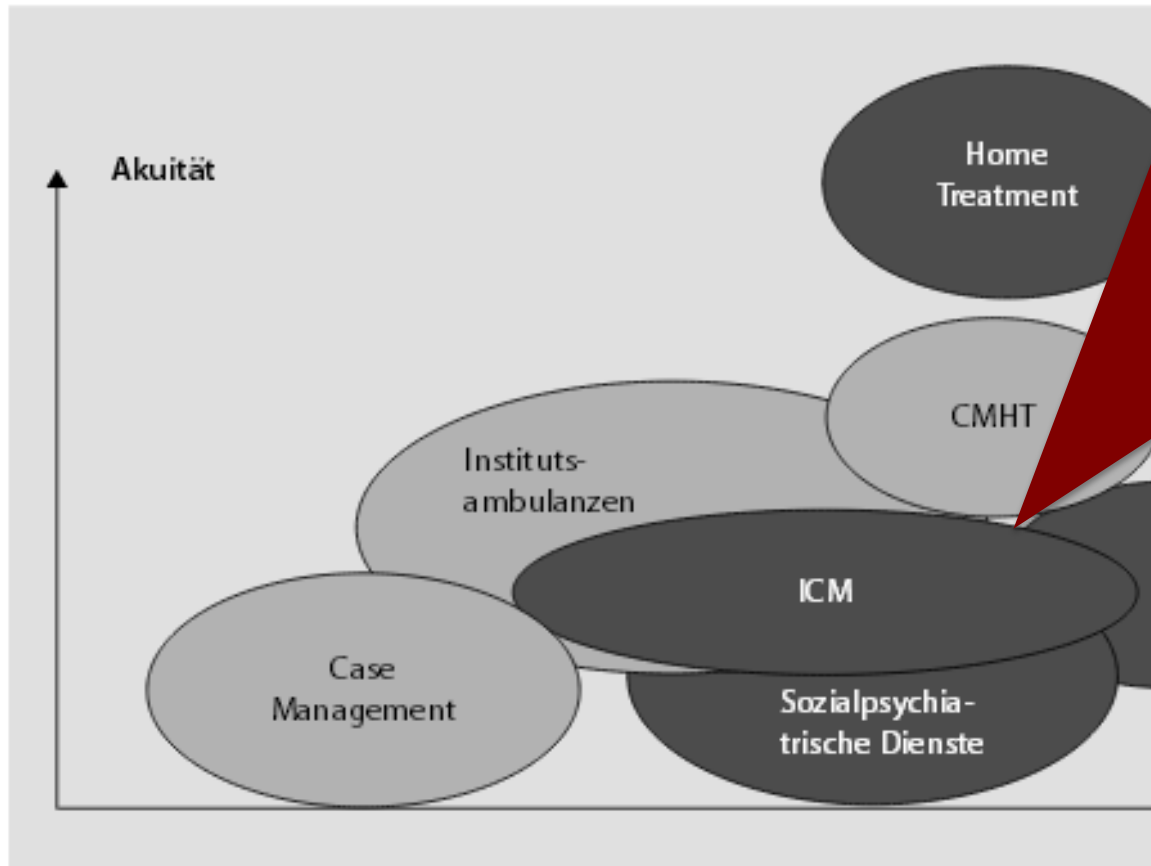 Akuität
Home
Treatment
CMHT
Instituts-
ambulanzen
ICM
Case
Management
Sozialpsychia-
trische Dienste